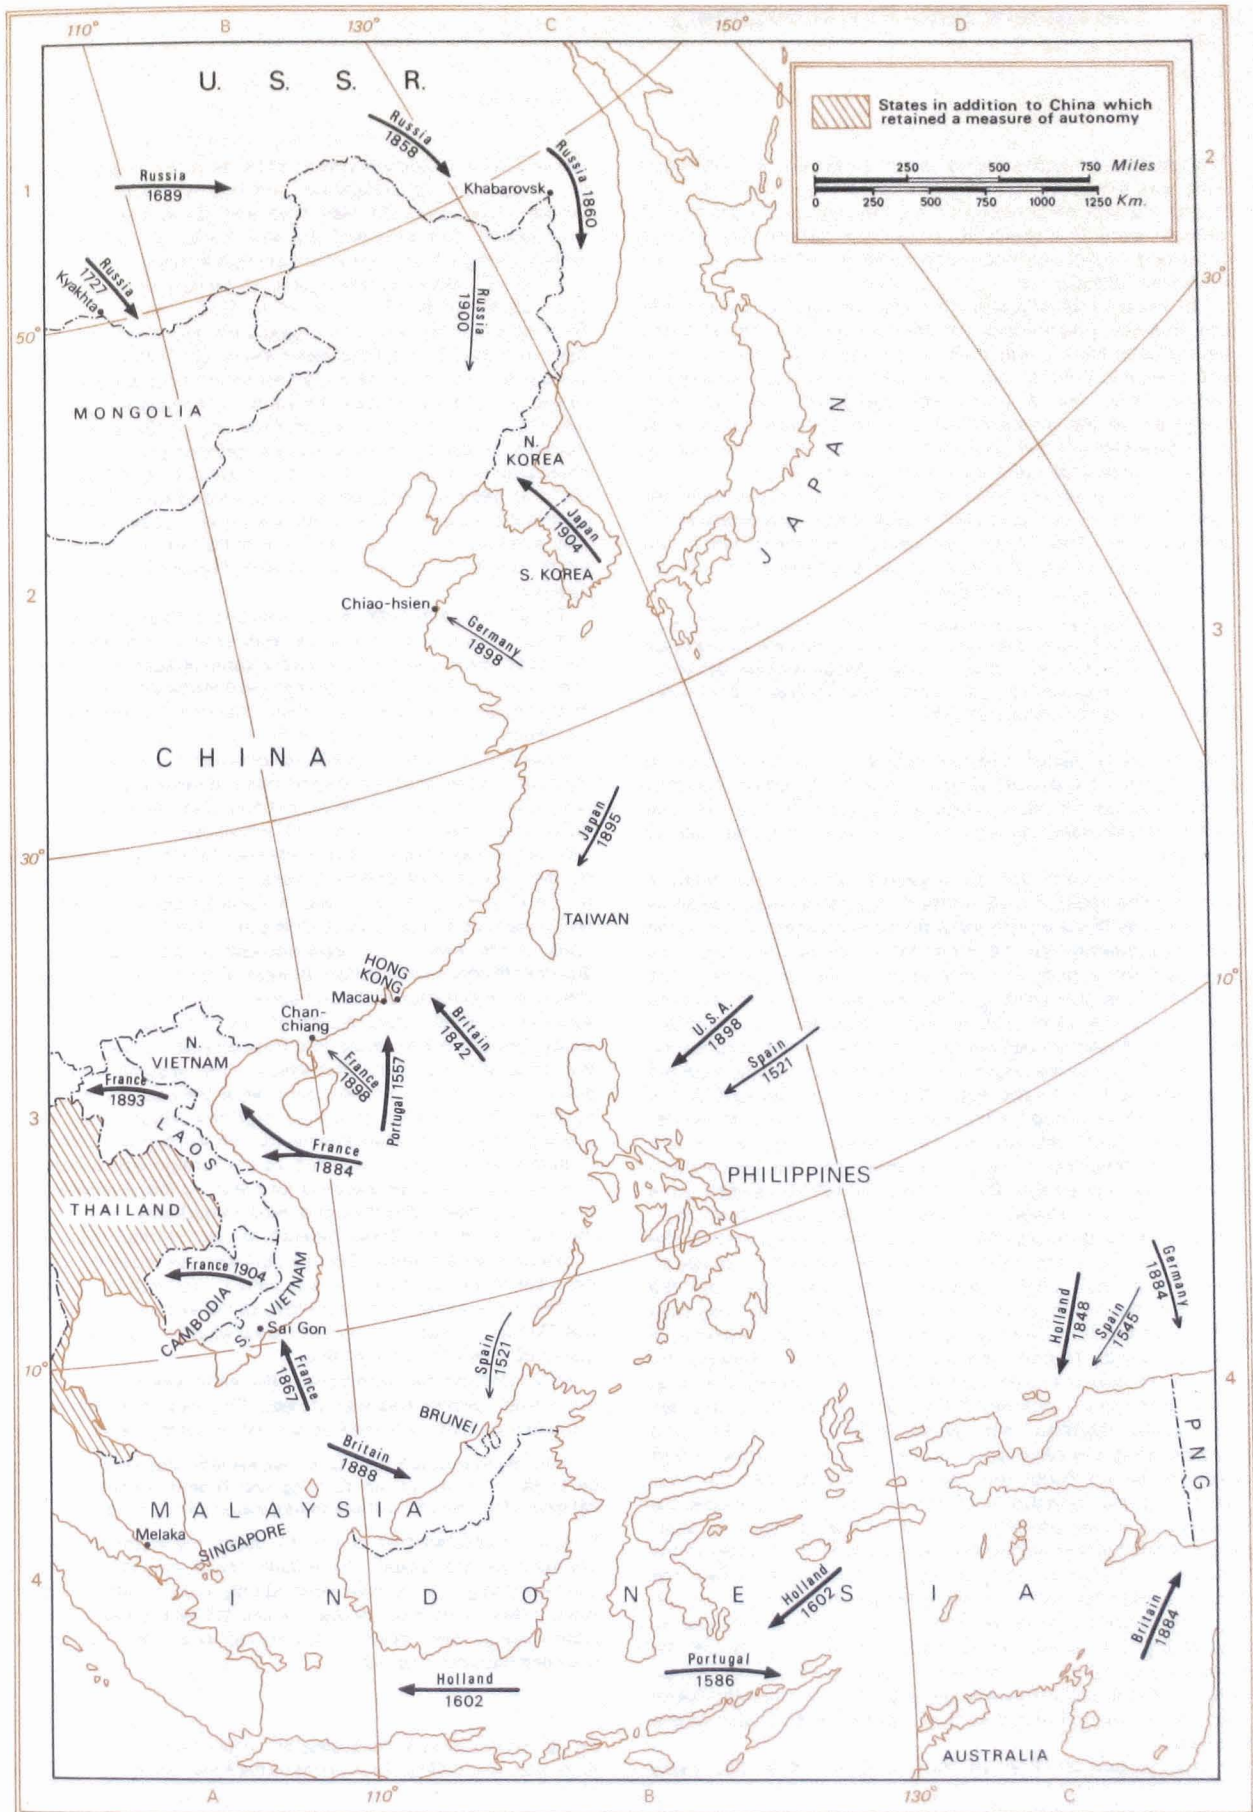 110°
B
130°
C
150°
D
U. S. S. R.
States in addition to China which
retained a measure of autonomy
0 250 500 750 Miles
0 250 500 750 1000 1250 Km.
Russia
1858
Russia 1860
2
1
Russia
1689
Khabarovsk
Russia
1727
Kyakhta
Russia
1900
30°
50°
MONGOLIA
N.
KOREA
JAPAN
Japan
1904
S. KOREA
2
Chiao-hsien
Germany
1898
3
CHINA
Japan
1895
30°
TAIWAN
HONG
KONG
Macau
10°
Chan-
chiang
Britain
1842
U.S.A.
1898
Spain
1521
N.
VIETNAM
France
1898
Portugal 1557
France
1893
3
LAOS
France
1884
PHILIPPINES
THAILAND
France 1904
CAMBODIA
S. VIETNAM
Sai Gon
Germany
1884
Holland
1848
Spain
1545
10°
France
1867
Spain
1521
4
BRUNEI
Britain
1888
PNG
MALAYSIA
Melaka
SINGAPORE
4
INDONESIA
Holland
1602
Britain
1884
Portugal
1586
Holland
1602
AUSTRALIA
A
110°
B
130°
C